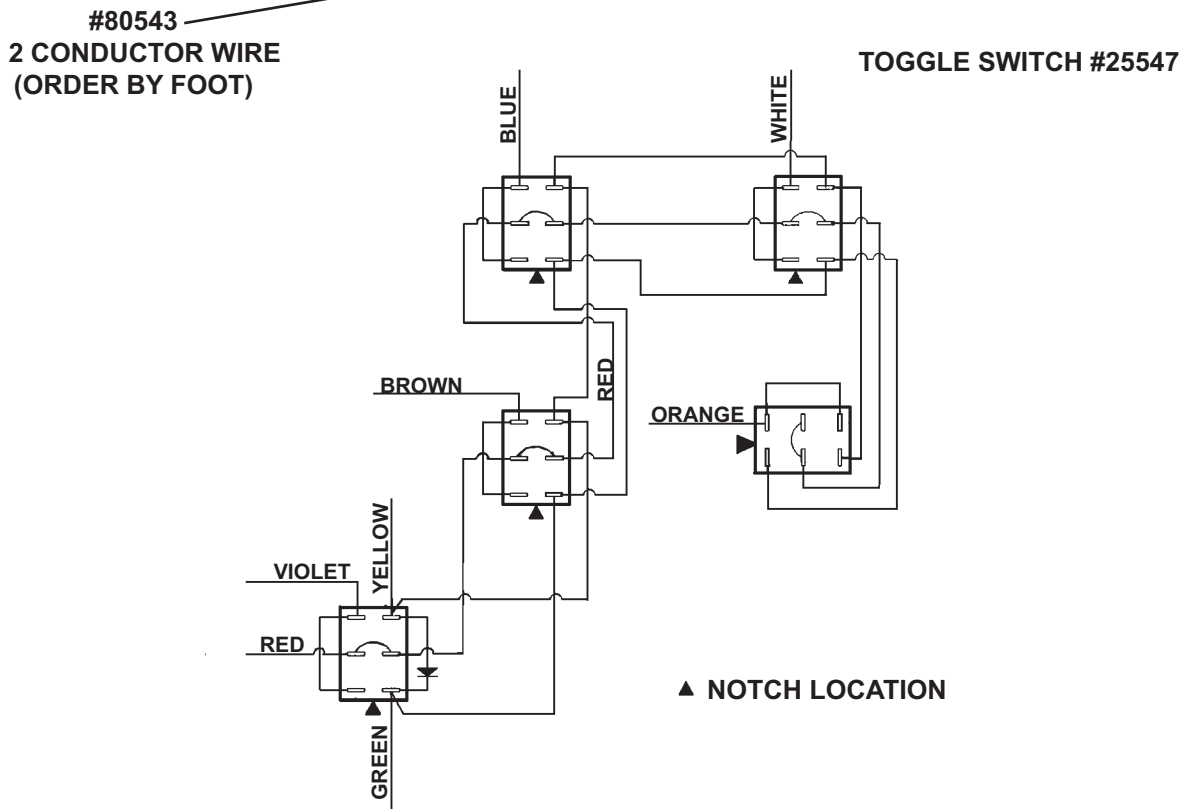 #80543
2 CONDUCTOR WIRE
(ORDER BY FOOT)
TOGGLE SWITCH #25547
BLUE
WHITE
BROWN
RED
ORANGE
YELLOW
VIOLET
RED
NOTCH LOCATION
GREEN